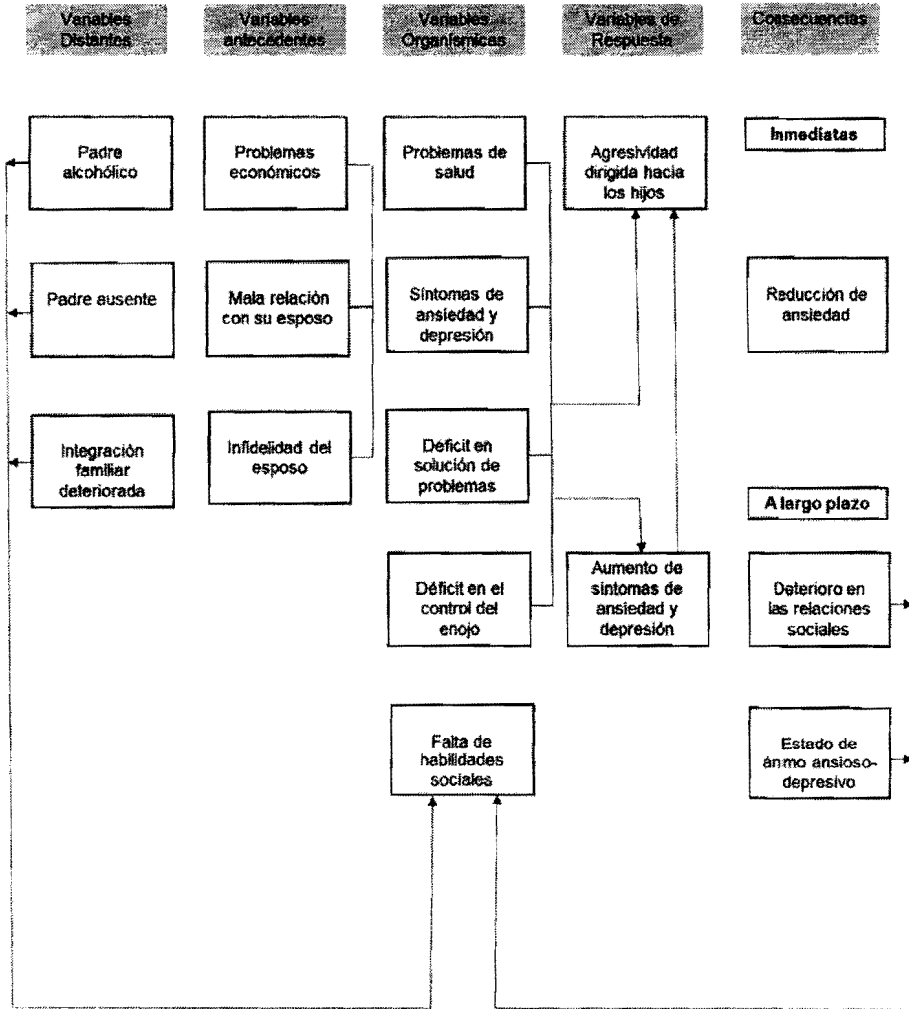 Variables
Distantes
Variables
antecedentes
Variables
Organísmicas
Variables de
Respuesta
Consecuencias
Padre
alcohólico
Problemas
económicos
Problemas de
salud
Agresividad
dirigida hacia
los hijos
Inmediatas
Padre ausente
Mala relación
con su esposo
Síntomas de
ansiedad y
depresión
Reducción de
ansiedad
Integración
familiar
deteriorada
Infidelidad del
esposo
Déficit en
solución de
problemas
A largo plazo
Déficit en el
control del
enojo
Aumento de
síntomas de
ansiedad y
depresión
Deterioro en
las relaciones
sociales
Falta de
habilidades
sociales
Estado de
ánimo ansioso-
depresivo